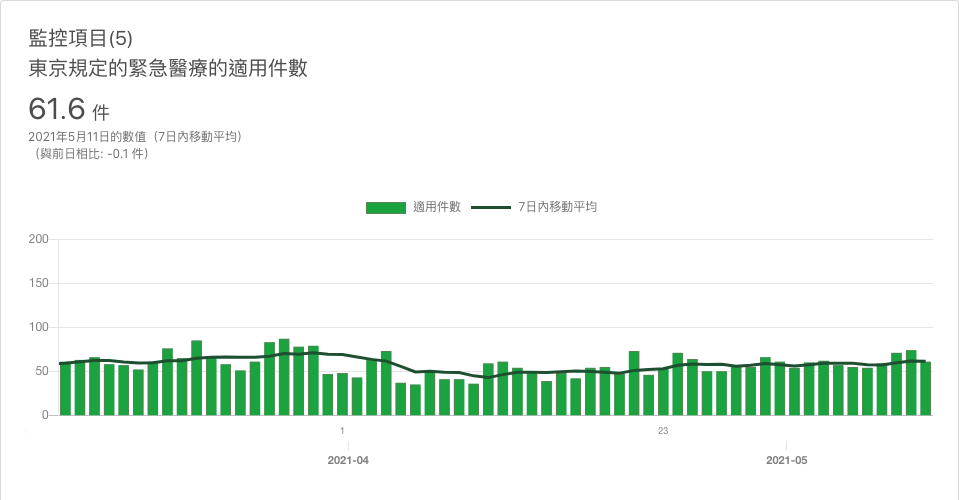 監控項目(5)
東京規定的緊急醫療的適用件數
61.6 件
2021年5月11日的數值（7日內移動平均）
（與前日相比: -0.1 件）
適用件數 7日內移動平均
200
150
100
50
0
1 23
2021-04 2021-05